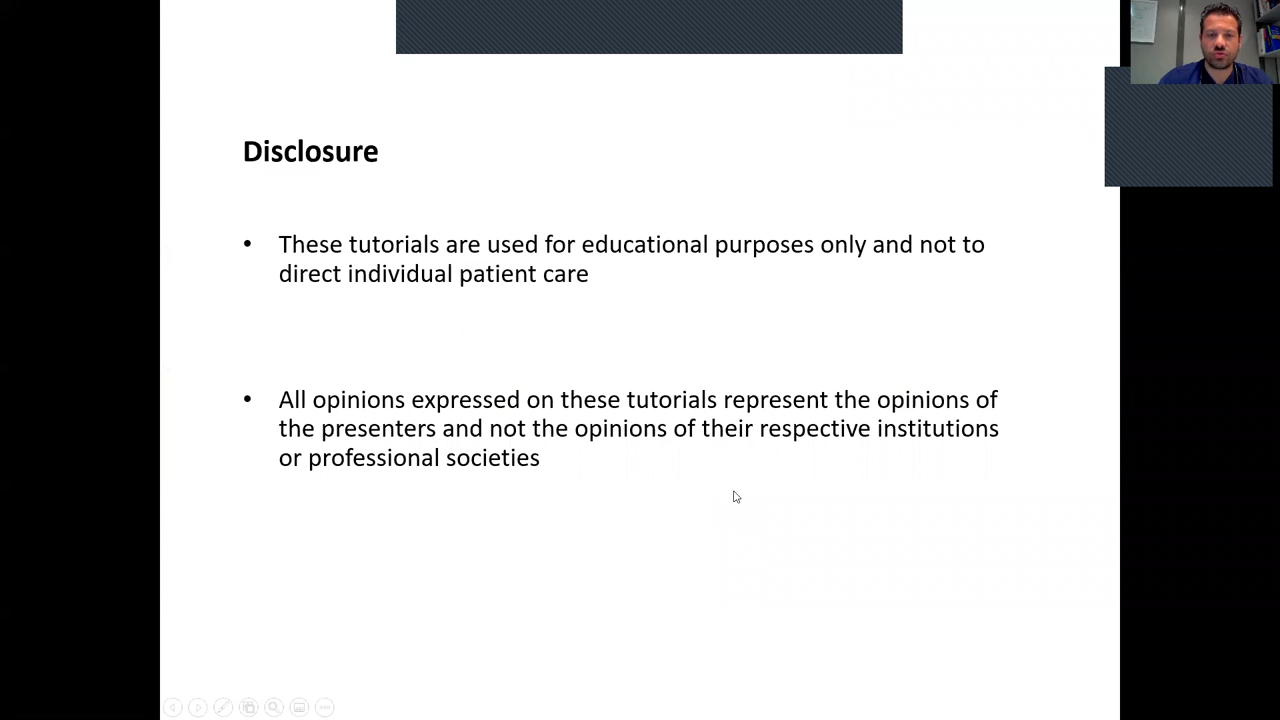 Disclosure
• These tutorials are used for educational purposes only and not to
direct individual patient care
• All opinions expressed on these tutorials represent the opinions of
the presenters and not the opinions of their respective institutions
or professional societies